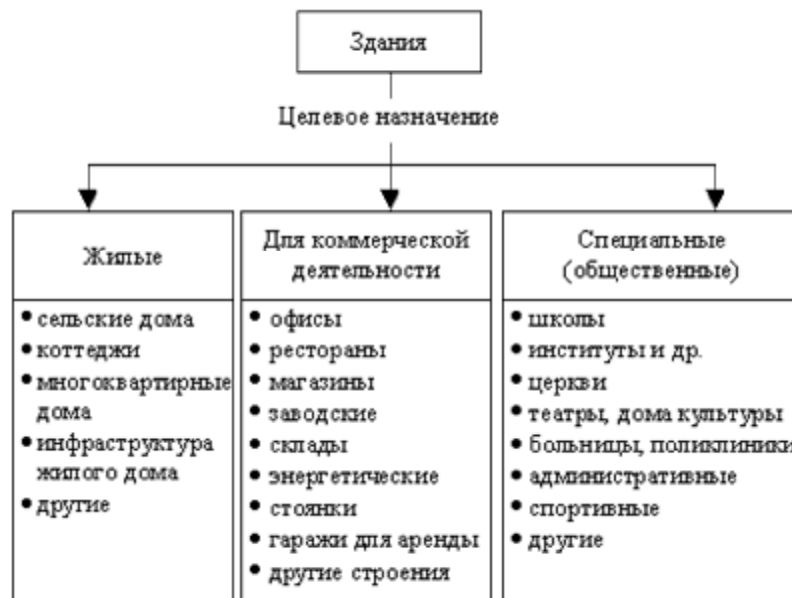 Здания
Целевое назначение
Жилые
• сельские дома
• коттеджи
• многоквартирные
дома
• инфраструктура
жилого дома
• другие
Для коммерческой
деятельности
• офисы
• рестораны
• магазины
• заводские
• склады
• энергетические
• стоянки
• гаражи для аренды
• другие строения
Специальные
(общественные)
• школы
• институты и др.
• церкви
• театры, дома культуры
• больницы, поликлиники
• административные
• спортивные
• другие